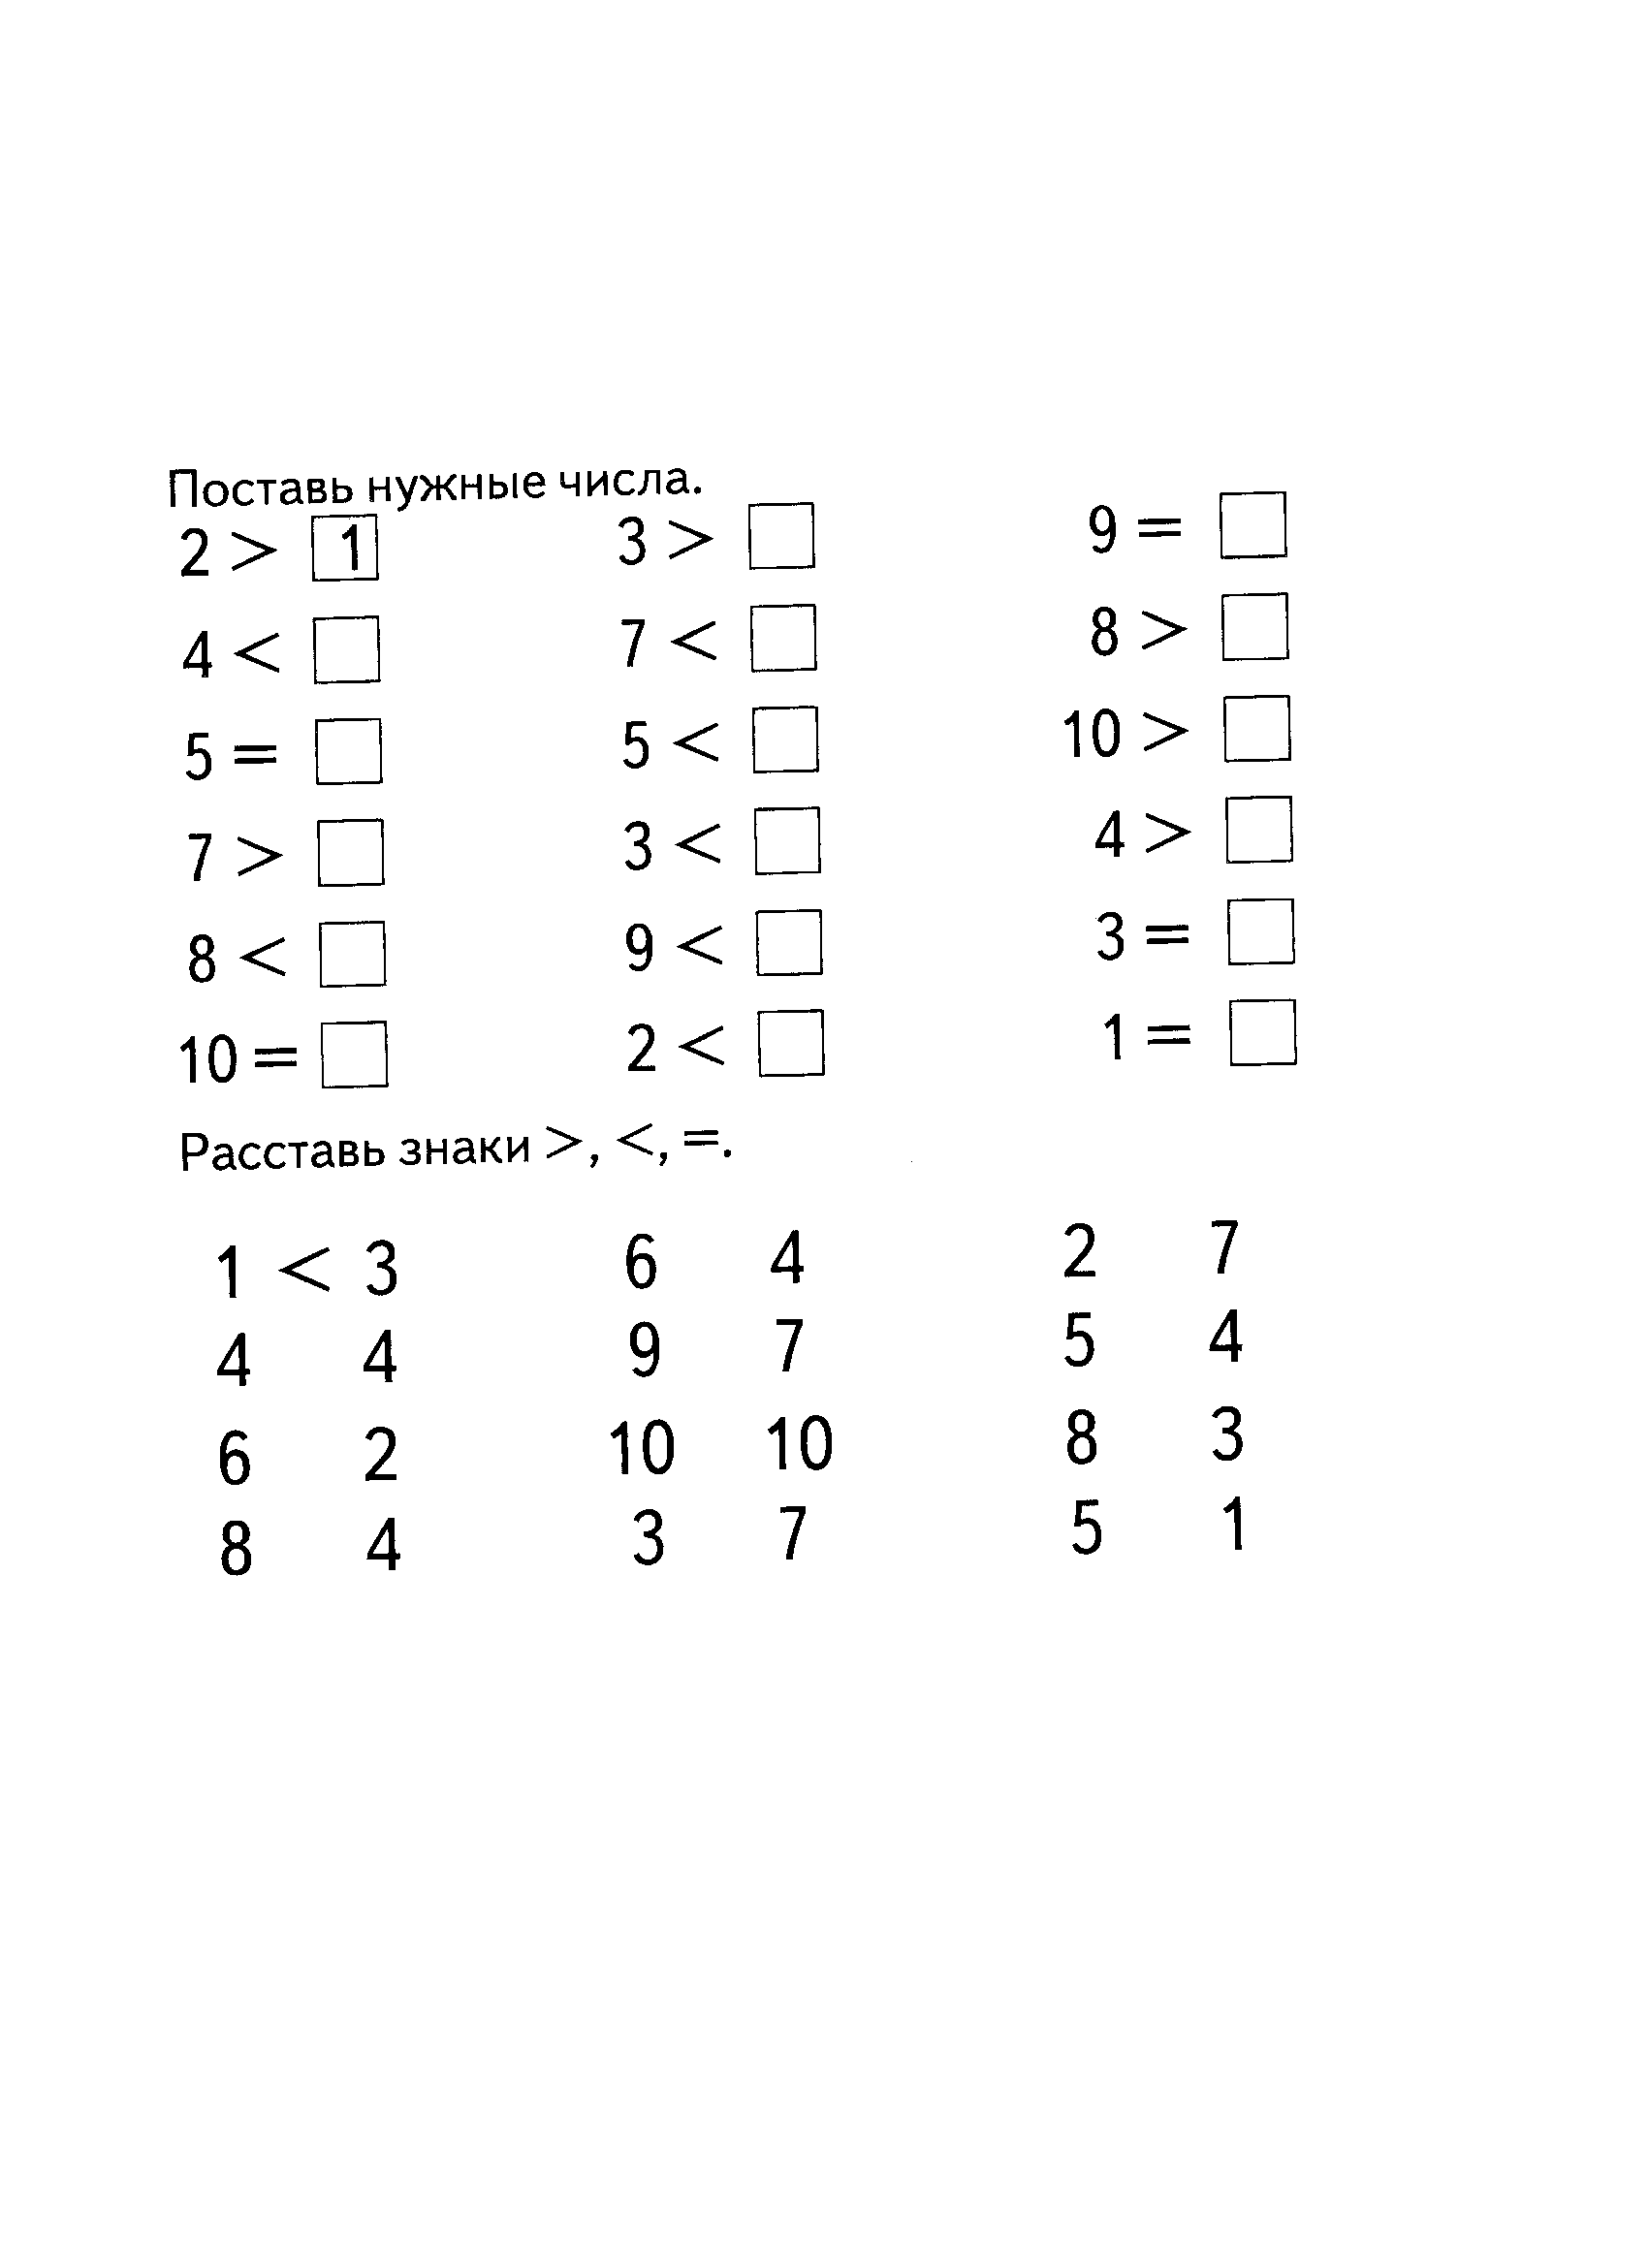 Поставь нужные числа.
2 > 1 3 > 9 =
4 < 7 < 8 >
5 = 5 < 10 >
7 > 3 < 4 >
8 < 9 < 3 =
10 = 2 < 1 =
Расставь знаки >, <, =.
1 < 3 6 4 2 7
4 4 9 7 5 4
6 2 10 10 8 3
8 4 3 7 5 1